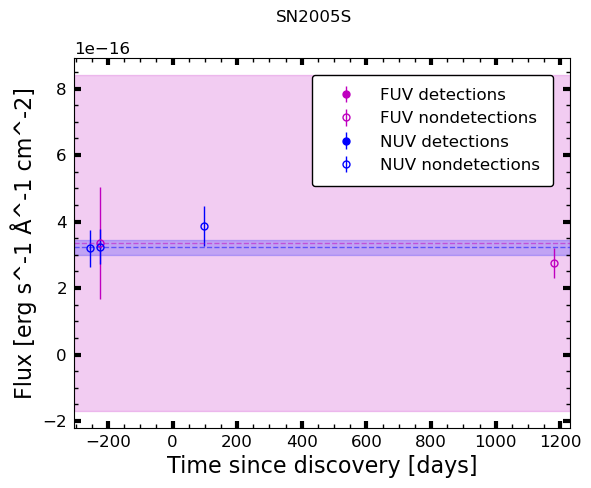 SN2005S
1e−16
Flux [erg s^-1 Å^-1 cm^-2]
8
6
4
2
0
−2
FUV detections
FUV nondetections
NUV detections
NUV nondetections
−200 0 200 400 600 800 1000 1200
Time since discovery [days]